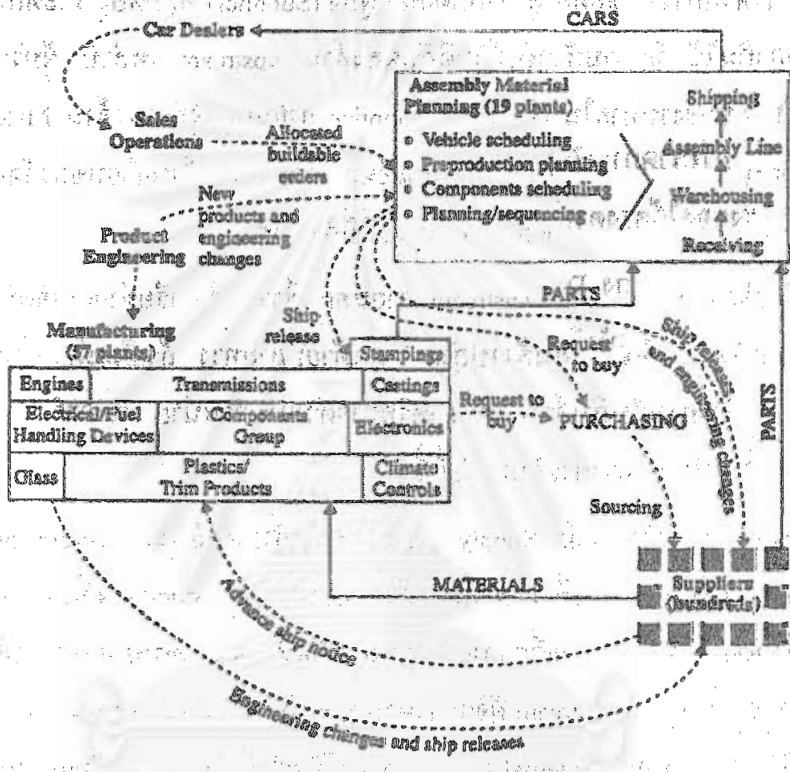 CARS
Car Dealers
Assembly Material
Planning (19 plants)
• Vehicle scheduling
• Preproduction planning
• Components scheduling
• Planning/sequencing
Shipping
Assembly Line
Warehousing
Receiving
Sales
Operations
Allocated
buildable
orders
New
products and
engineering
changes
Product
Engineering
PARTS
Ship
release
Manufacturing
(57 plants)
Stampings
Engines
Transmissions
Castings
Electrical/Fuel
Handling Devices
Components
Group
Electronics
Glass
Plastics/
Trim Products
Climate
Controls
Request
to buy
Request to
buy
PURCHASING
Ship releases
and engineering changes
PARTS
Sourcing
Suppliers
(hundreds)
MATERIALS
Advance ship notice
Engineering changes and ship releases